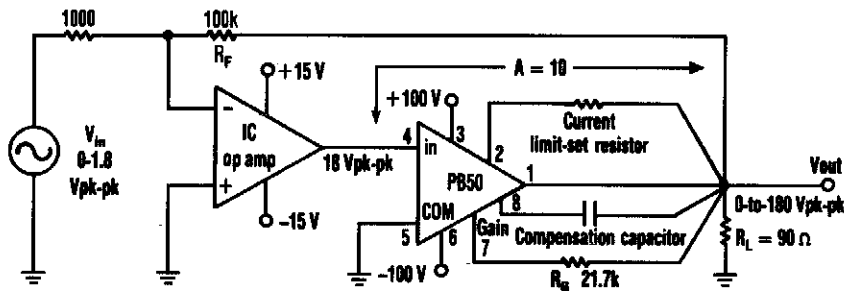 1000
100k
RF
A = 10
+15 V
+100 V
Vin
0-1.8
Vpk-pk
IC
op amp
18 Vpk-pk
-15 V
4
in
3
2
PB50
COM
5
6
-100 V
Gain
7
8
1
Current
limit-set resistor
Compensation capacitor
RG 21.7k
Vout
0-to-180 Vpk-pk
RL = 90 Ω